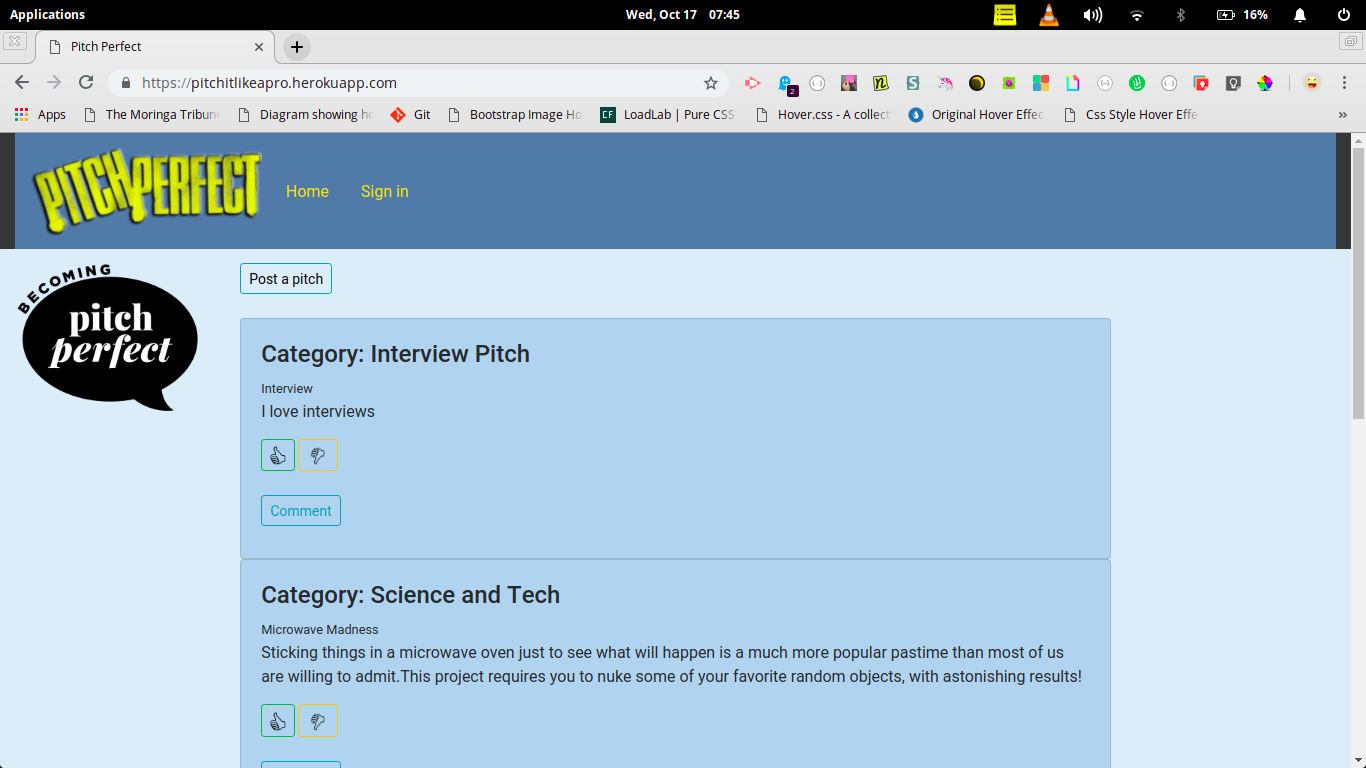 Applications
Wed, Oct 17 07:45
16%
Pitch Perfect
https://pitchitlikeapro.herokuapp.com
2
Apps
The Moringa Tribun
Diagram showing ho
Git
Bootstrap Image Ho
CF
LoadLab | Pure CSS
Hover.css - A collect
Original Hover Effec
Css Style Hover Effe
»
PITCH PERFECT
Home
Sign in
BECOMING
pitch
perfect
Post a pitch
Category: Interview Pitch
Interview
I love interviews
Comment
Category: Science and Tech
Microwave Madness
Sticking things in a microwave oven just to see what will happen is a much more popular pastime than most of us
are willing to admit.This project requires you to nuke some of your favorite random objects, with astonishing results!